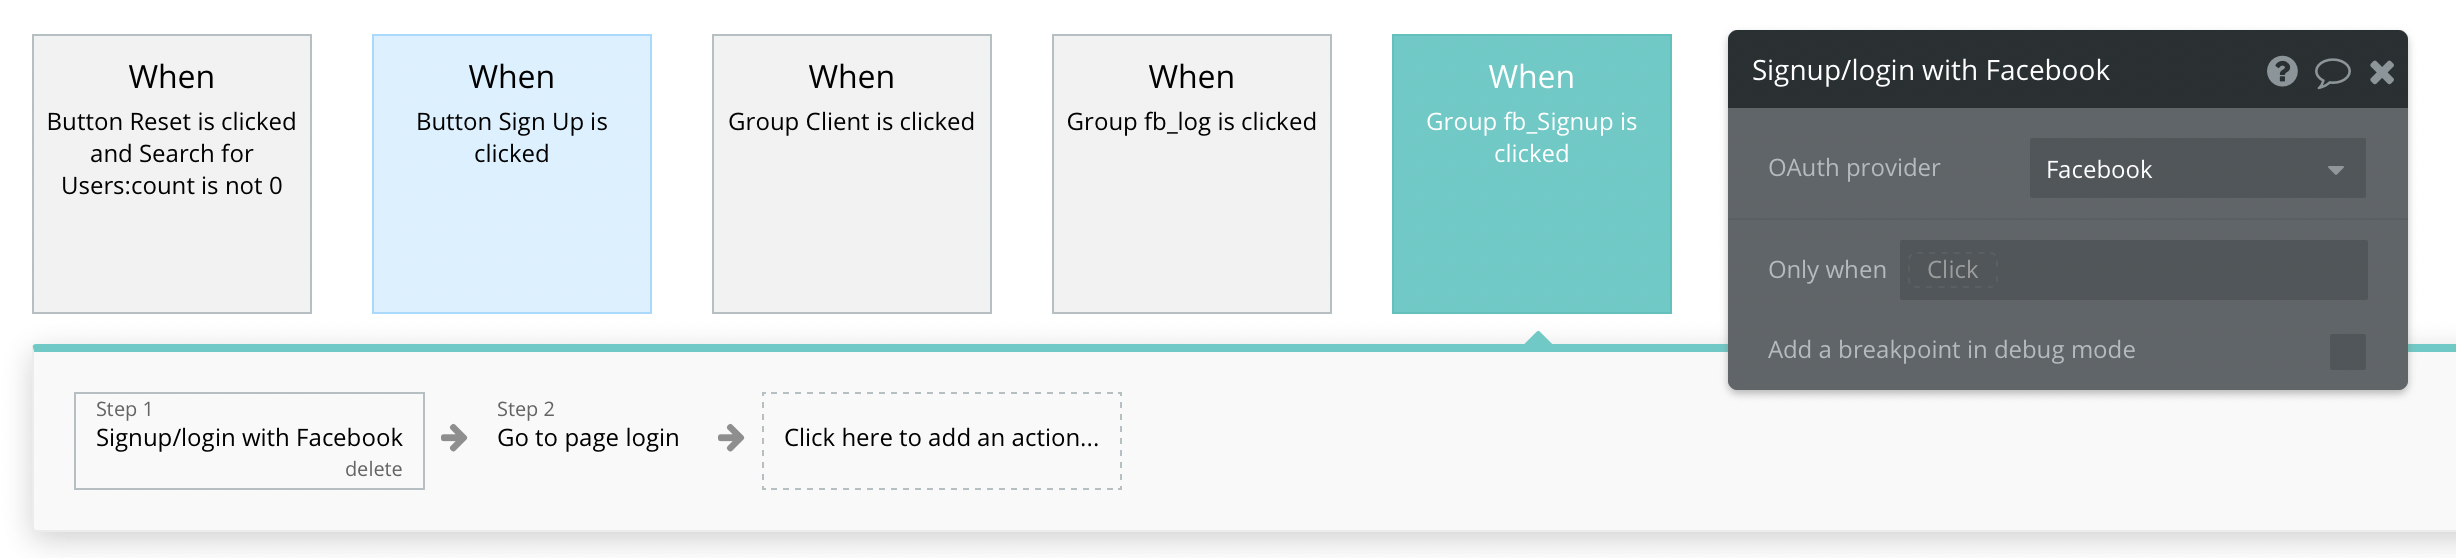 When
Button Reset is clicked
and Search for
Users:count is not 0
When
Button Sign Up is
clicked
When
Group Client is clicked
When
Group fb_log is clicked
When
Group fb_Signup is
clicked
Signup/login with Facebook
OAuth provider
Facebook
Only when
Click
Add a breakpoint in debug mode
Step 1
Signup/login with Facebook
delete
Step 2
Go to page login
Click here to add an action...